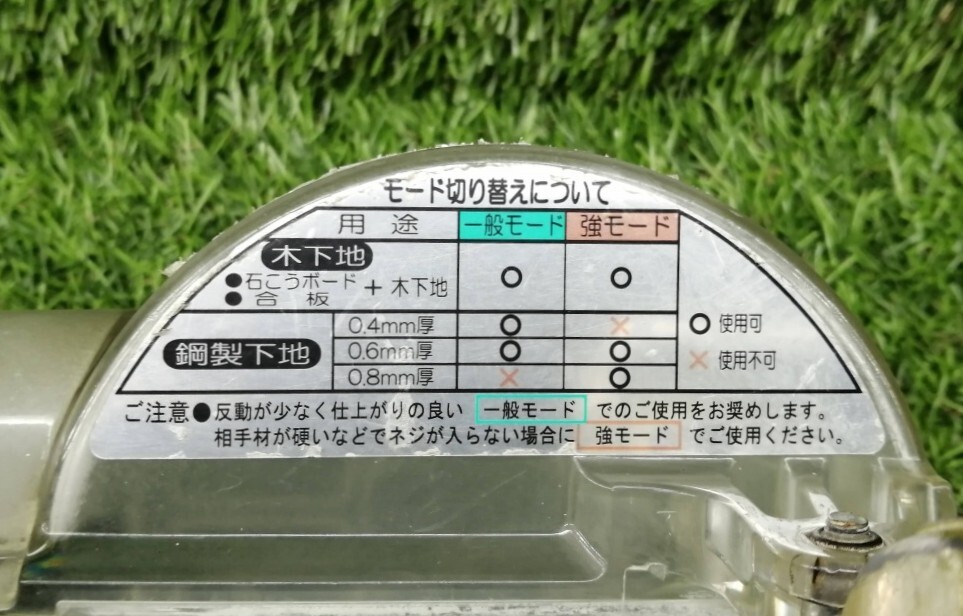 モード切り替えについて
用途 一般モード 強モード
木下地
●石こうボード
●合板 + 木下地 ○ ○
鋼製下地
0.4mm厚 ○ ×
0.6mm厚 ○ ○
0.8mm厚 × ○
○ 使用可
× 使用不可
ご注意●反動が少なく仕上がりの良い 一般モード でのご使用をお奨めします。
相手材が硬いなどでネジが入らない場合に 強モード でご使用ください。